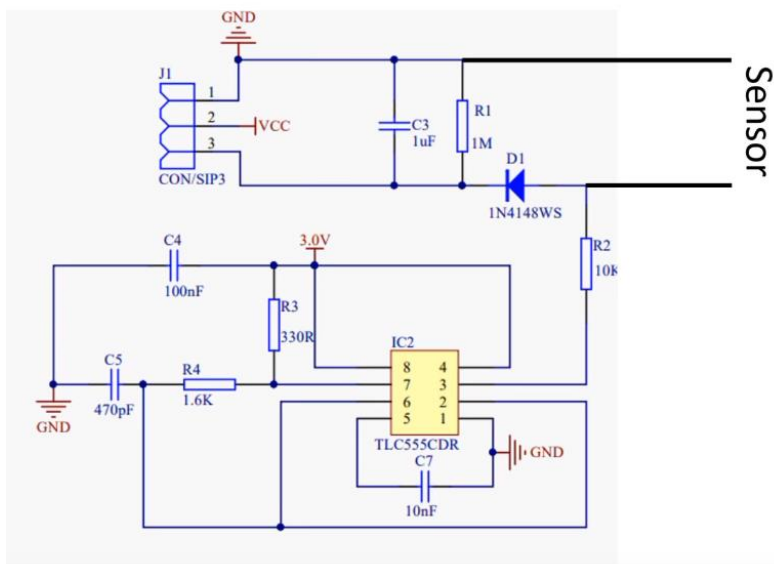 GND
J1
1
2
3
VCC
CON/SIP3
C3
1uF
R1
1M
D1
1N4148WS
Sensor
R2
10K
C4
100nF
3.0V
R3
330R
IC2
8 4
7 3
6 2
5 1
TLC555CDR
C5
470pF
R4
1.6K
GND
C7
10nF
GND